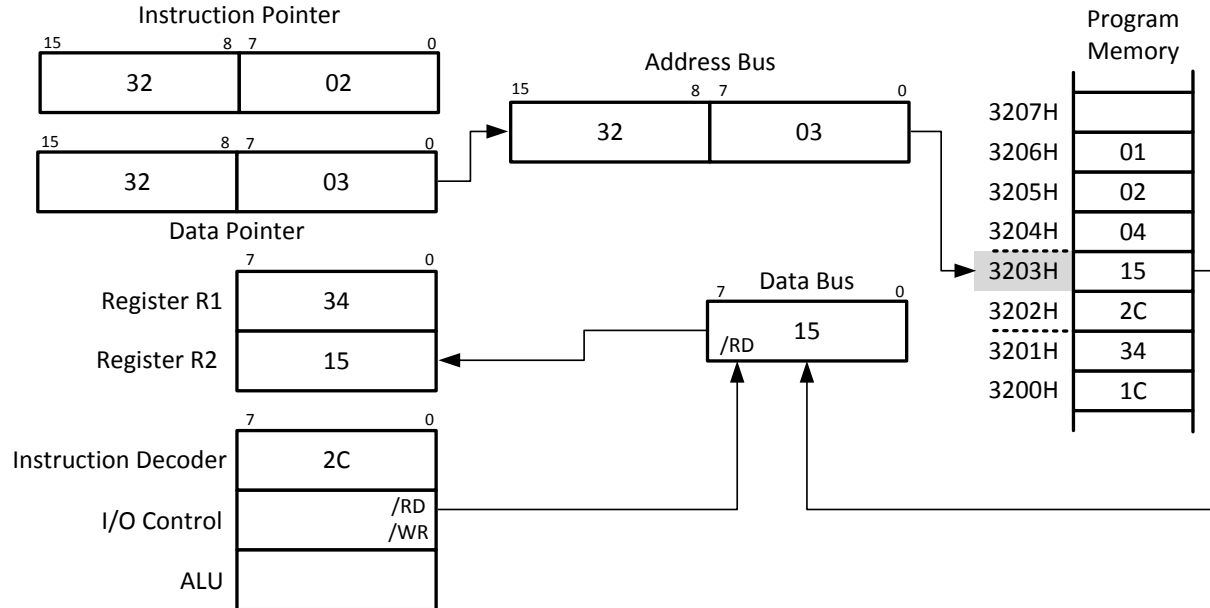 Instruction Pointer
15 8 7 0
32 02
15 8 7 0
32 03
Data Pointer
Address Bus
15 8 7 0
32 03
Program
Memory
3207H
3206H 01
3205H 02
3204H 04
3203H 15
3202H 2C
3201H 34
3200H 1C
7 0
Register R1 34
Register R2 15
Data Bus
7 0
15
/RD
7 0
Instruction Decoder 2C
I/O Control /RD
/WR
ALU